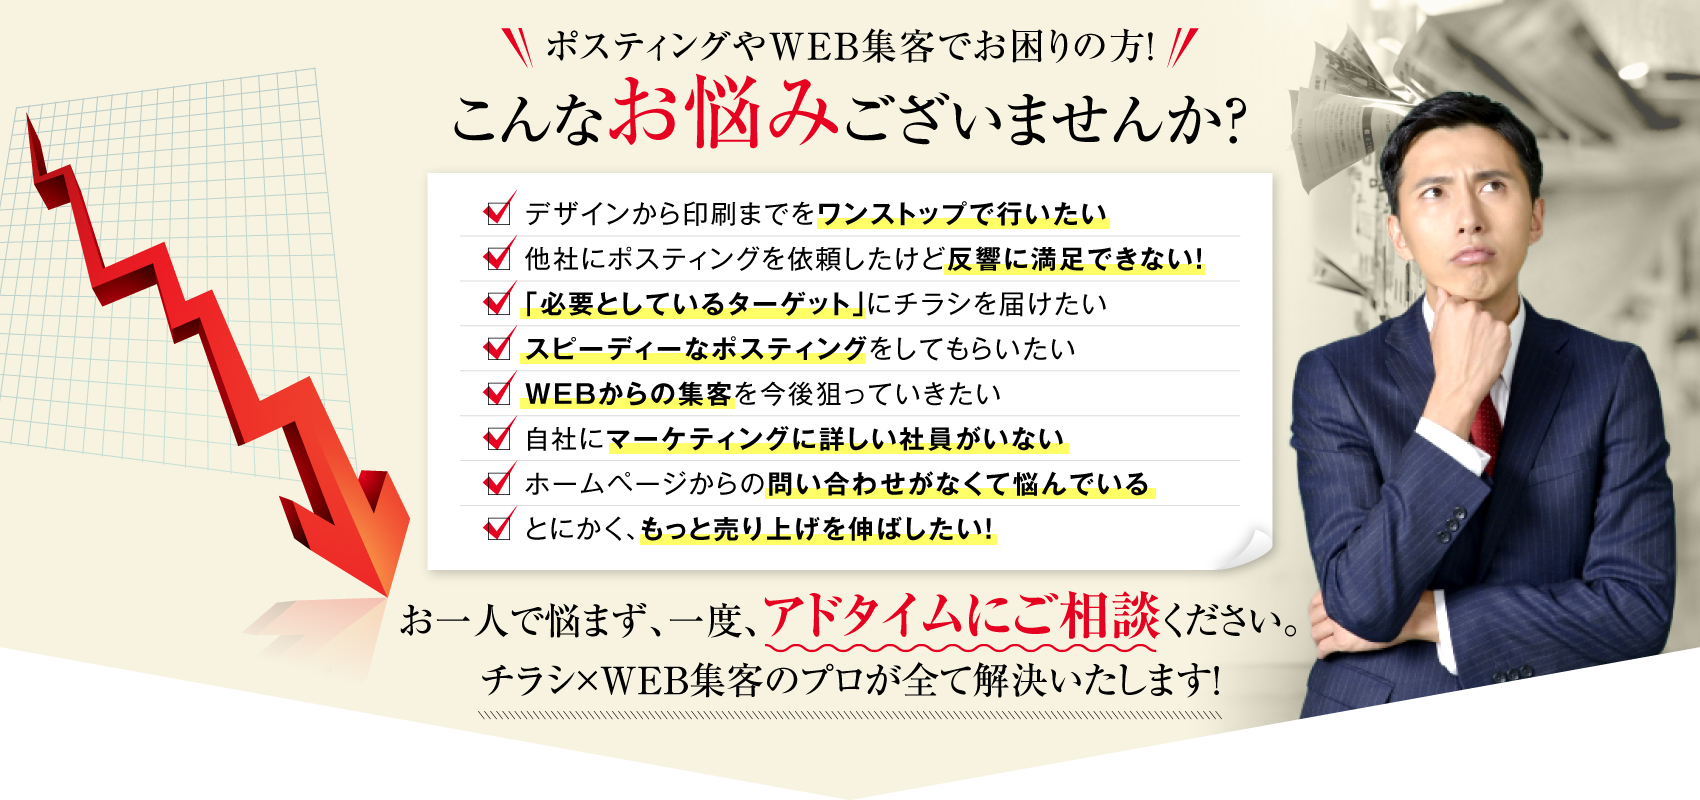 ポスティングやWEB集客でお困りの方!
こんなお悩みございませんか?
デザインから印刷までをワンストップで行いたい
他社にポスティングを依頼したけど反響に満足できない!
「必要としているターゲット」にチラシを届けたい
スピーディーなポスティングをしてもらいたい
WEBからの集客を今後狙っていきたい
自社にマーケティングに詳しい社員がいない
ホームページからの問い合わせがなくて悩んでいる
とにかく、もっと売り上げを伸ばしたい!
お一人で悩まず、一度、アドタイムにご相談ください。
チラシ×WEB集客のプロが全て解決いたします!